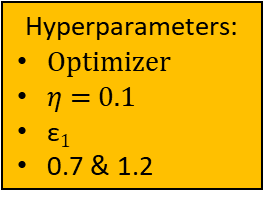 Hyperparameters:
• Optimizer
• η = 0.1
• ε₁
• 0.7 & 1.2